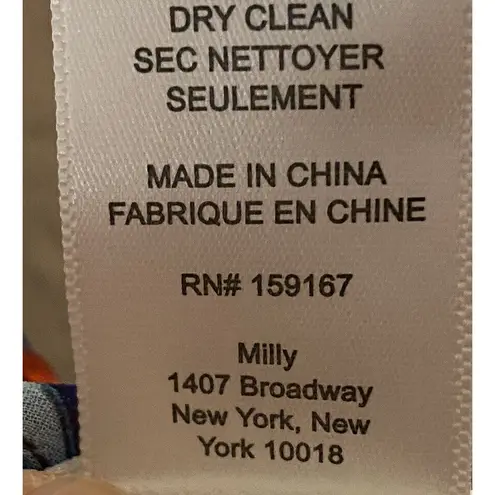 DRY CLEAN
SEC NETTOYER
SEULEMENT
MADE IN CHINA
FABRIQUE EN CHINE
RN# 159167
Milly
1407 Broadway
New York, New
York 10018